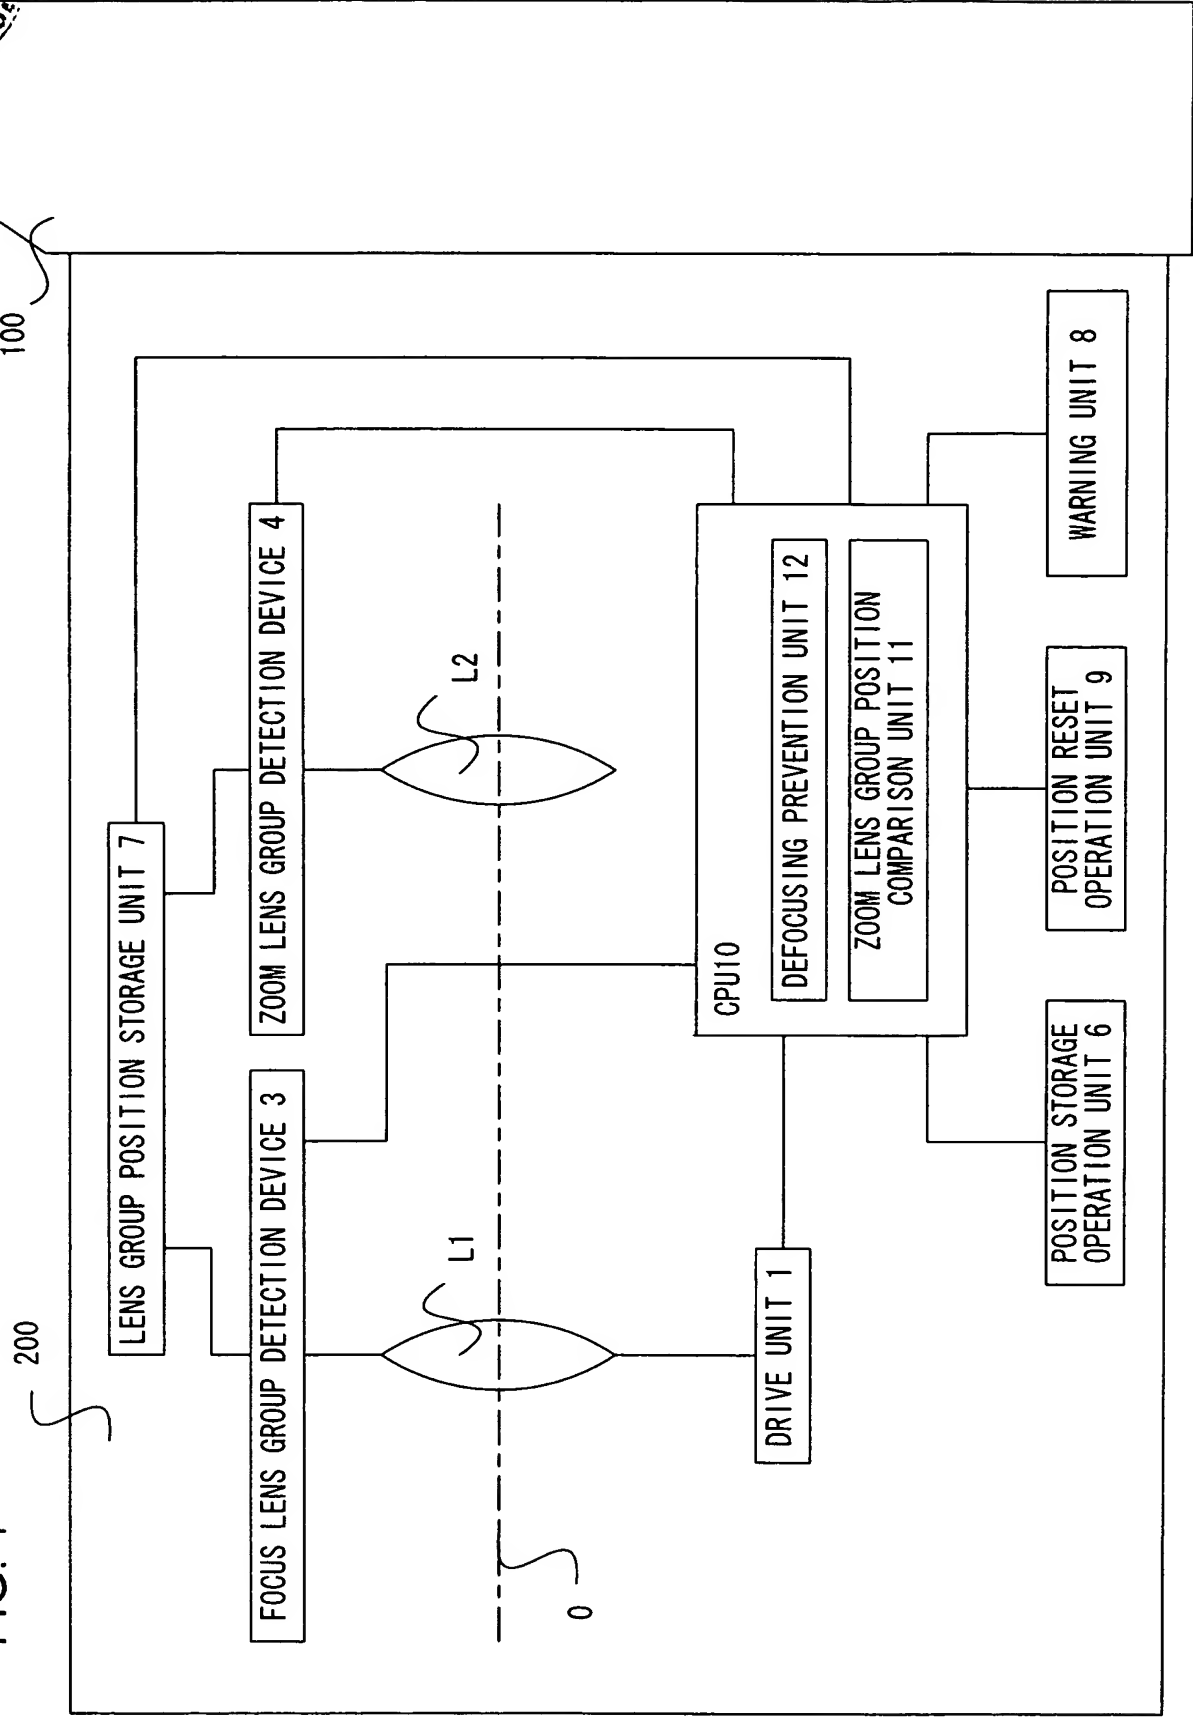 100
200
LENS GROUP POSITION STORAGE UNIT 7
FOCUS LENS GROUP DETECTION DEVICE 3
ZOOM LENS GROUP DETECTION DEVICE 4
L1
L2
O
DRIVE UNIT 1
CPU10
DEFOCUSING PREVENTION UNIT 12
ZOOM LENS GROUP POSITION
COMPARISON UNIT 11
POSITION STORAGE
OPERATION UNIT 6
POSITION RESET
OPERATION UNIT 9
WARNING UNIT 8